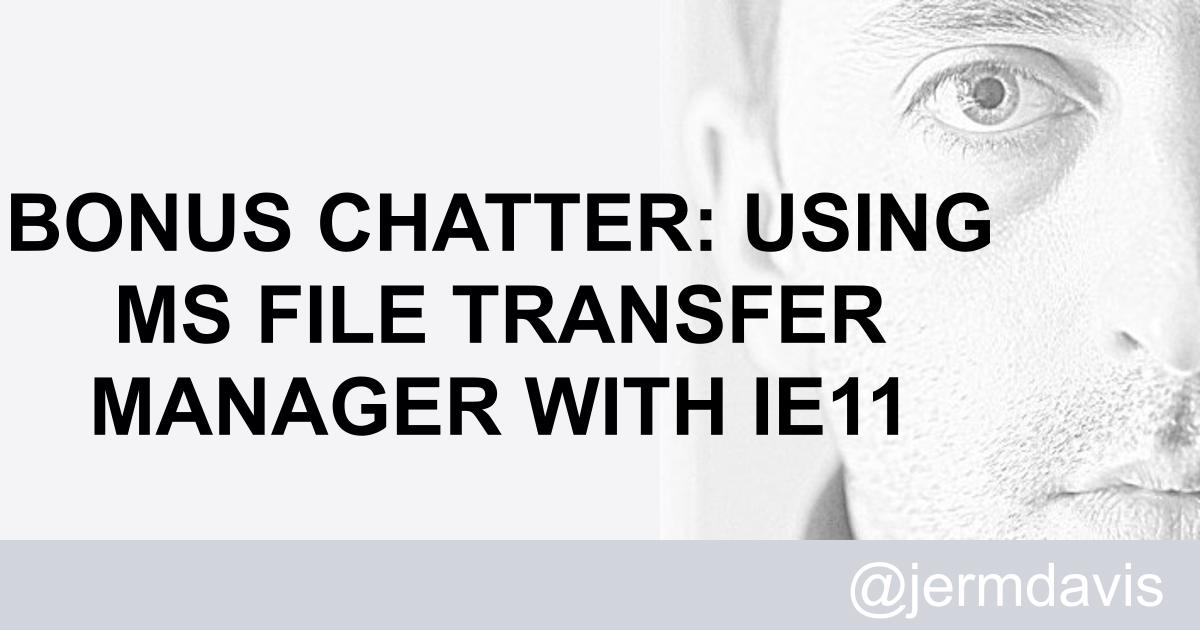 BONUS CHATTER: USING
MS FILE TRANSFER
MANAGER WITH IE11
@jermdavis